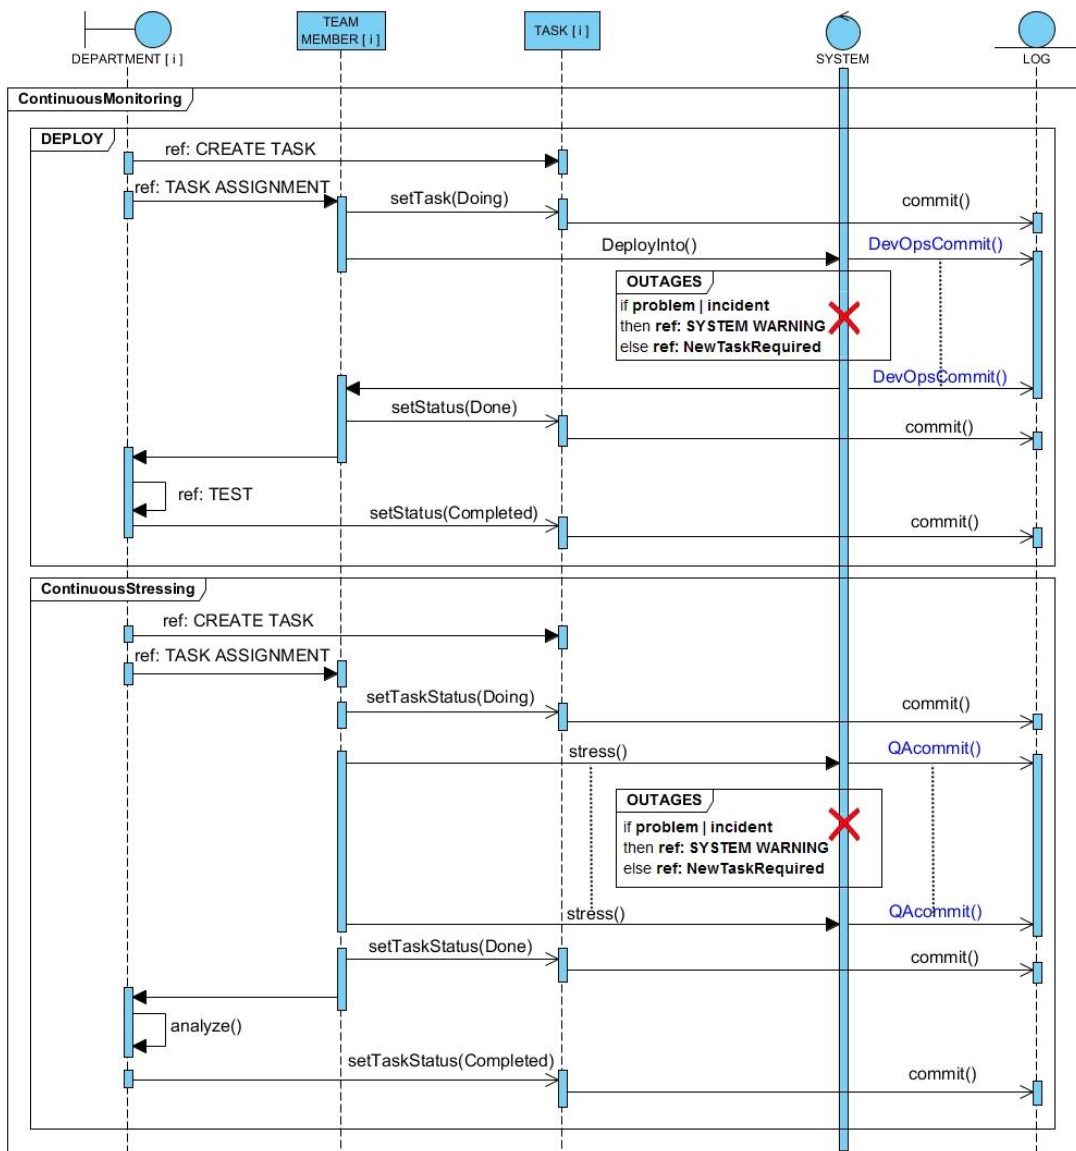 DEPARTMENT [ i ]
TEAM
MEMBER [ i ]
TASK [ i ]
SYSTEM
LOG
ContinuousMonitoring
DEPLOY
ref: CREATE TASK
ref: TASK ASSIGNMENT
setTask(Doing)
commit()
DeployInto()
DevOpsCommit()
OUTAGES
if problem | incident
then ref: SYSTEM WARNING
else ref: NewTaskRequired
DevOpsCommit()
setStatus(Done)
commit()
ref: TEST
setStatus(Completed)
commit()
ContinuousStressing
ref: CREATE TASK
ref: TASK ASSIGNMENT
setTaskStatus(Doing)
commit()
stress()
QAcommit()
OUTAGES
if problem | incident
then ref: SYSTEM WARNING
else ref: NewTaskRequired
stress()
QAcommit()
setTaskStatus(Done)
commit()
analyze()
setTaskStatus(Completed)
commit()